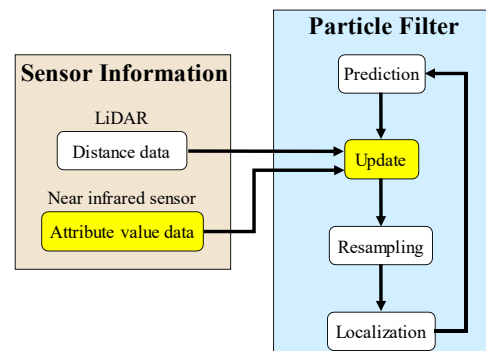 Sensor Information
LiDAR
Distance data
Near infrared sensor
Attribute value data
Particle Filter
Prediction
Update
Resampling
Localization